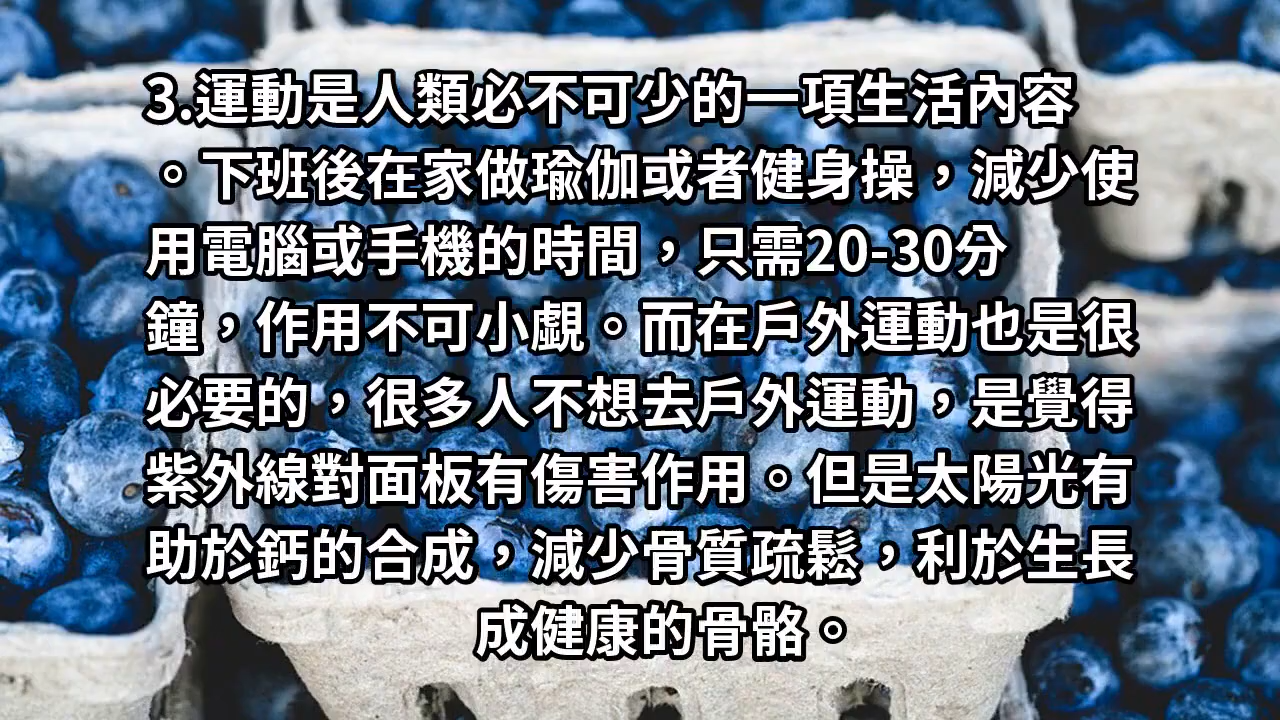 3.運動是人類必不可少的一項生活內容
。下班後在家做瑜伽或者健身操，減少使
用電腦或手機的時間，只需20-30分
鐘，作用不可小覷。而在戶外運動也是很
必要的，很多人不想去戶外運動，是覺得
紫外線對面板有傷害作用。但是太陽光有
助於鈣的合成，減少骨質疏鬆，利於生長
成健康的骨骼。